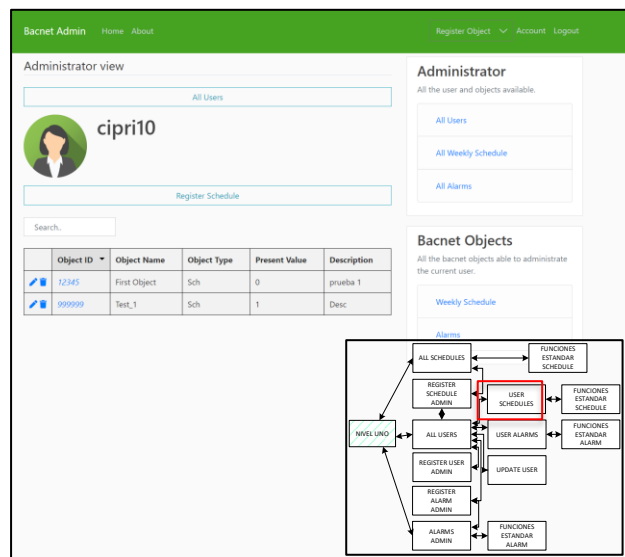 Bacnet Admin Home About Register Object Account Logout
Administrator view
All Users
cipri10
Register Schedule
Search..
Object ID Object Name Object Type Present Value Description
12345 First Object Sch 0 prueba 1
999999 Test_1 Sch 1 Desc
Administrator
All the user and objects available.
All Users
All Weekly Schedule
All Alarms
Bacnet Objects
All the bacnet objects able to administrate
the current user.
Weekly Schedule
Alarms
ALL SCHEDULES
FUNCIONES
ESTANDAR
SCHEDULE
REGISTER
SCHEDULE
ADMIN
USER
SCHEDULES
FUNCIONES
ESTANDAR
SCHEDULE
NIVEL UNO
ALL USERS
USER ALARMS
FUNCIONES
ESTANDAR
ALARM
REGISTER USER
ADMIN
UPDATE USER
REGISTER
ALARM
ADMIN
ALARMS
ADMIN
FUNCIONES
ESTANDAR
ALARM